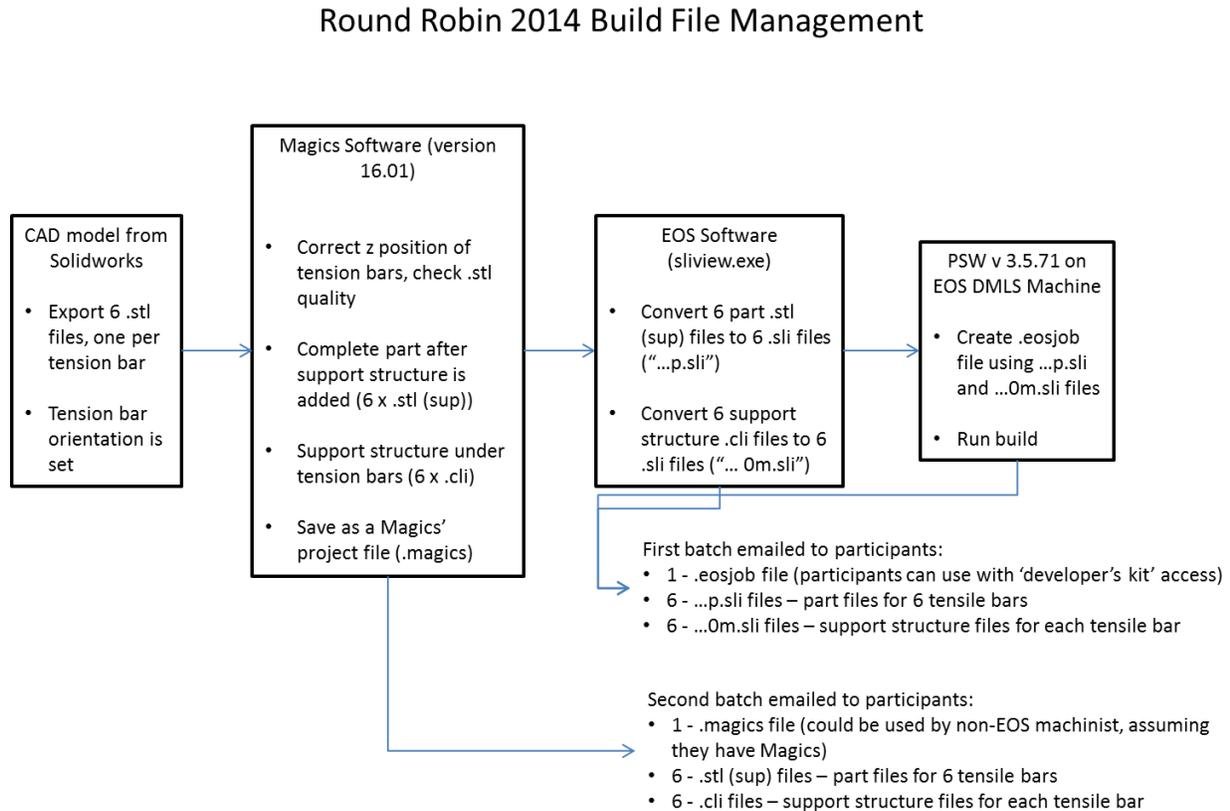 Round Robin 2014 Build File Management
CAD model from
Solidworks
• Export 6 .stl
files, one per
tension bar
• Tension bar
orientation is
set
Magics Software (version
16.01)
• Correct z position of
tension bars, check .stl
quality
• Complete part after
support structure is
added (6 x .stl (sup))
• Support structure under
tension bars (6 x .cli)
• Save as a Magics’
project file (.magics)
EOS Software
(sliview.exe)
• Convert 6 part .stl
(sup) files to 6 .sli files
(“…p.sli”)
• Convert 6 support
structure .cli files to 6
.sli files (“… 0m.sli”)
PSW v 3.5.71 on
EOS DMLS Machine
• Create .eosjob
file using …p.sli
and …0m.sli files
• Run build
First batch emailed to participants:
• 1 - .eosjob file (participants can use with ‘developer’s kit’ access)
• 6 - …p.sli files – part files for 6 tensile bars
• 6 - …0m.sli files – support structure files for each tensile bar
Second batch emailed to participants:
• 1 - .magics file (could be used by non-EOS machinist, assuming
they have Magics)
• 6 - .stl (sup) files – part files for 6 tensile bars
• 6 - .cli files – support structure files for each tensile bar